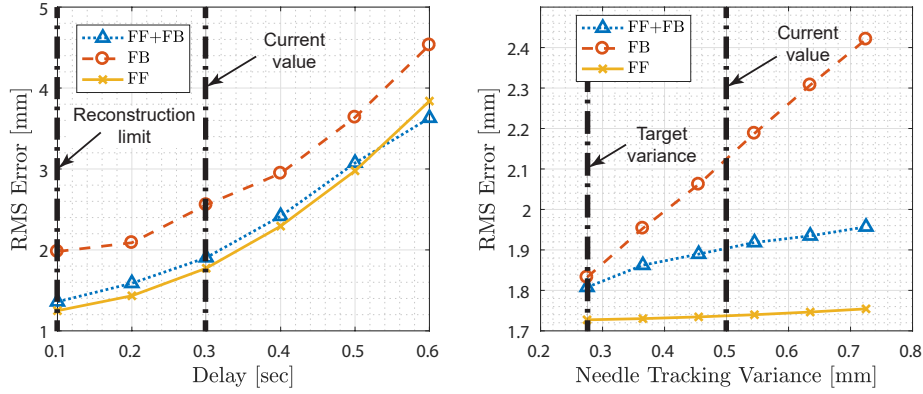 5
4
3
2
1
RMS Error [mm]
FF+FB
FB
FF
Current
value
Reconstruction
limit
0.1 0.2 0.3 0.4 0.5 0.6
Delay [sec]
2.4
2.3
2.2
2.1
2
1.9
1.8
1.7
RMS Error [mm]
FF+FB
FB
FF
Current
value
Target
variance
0.2 0.3 0.4 0.5 0.6 0.7 0.8
Needle Tracking Variance [mm]